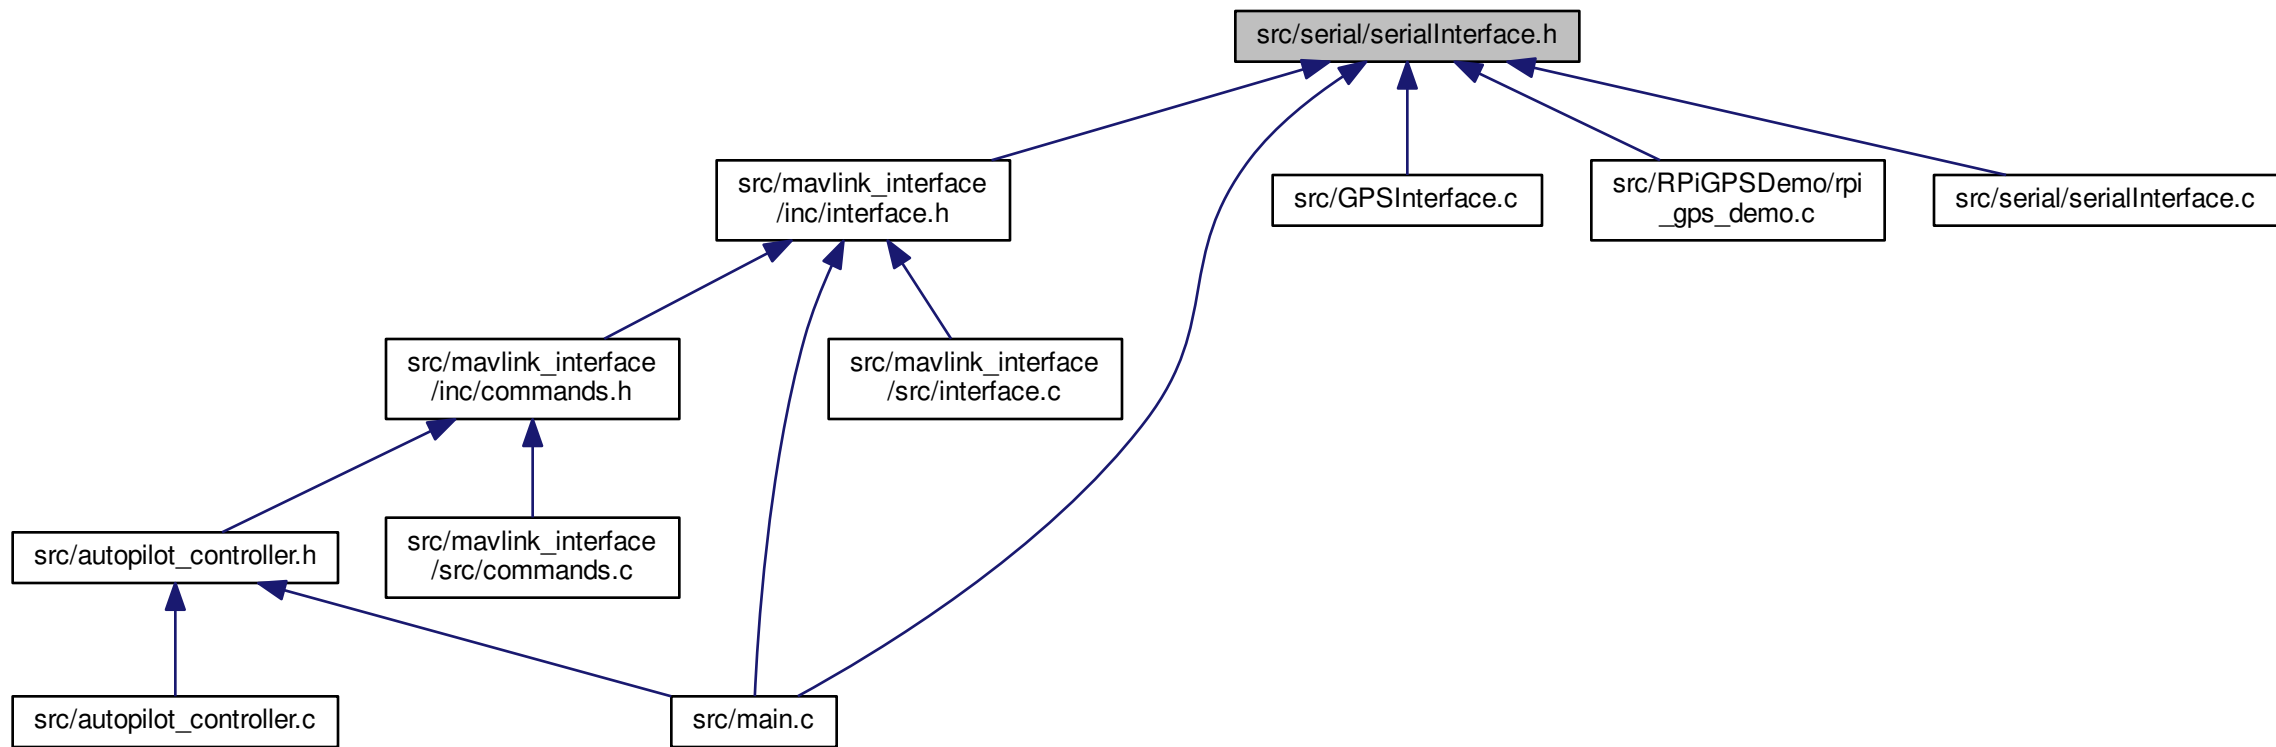 src/serial/serialInterface.h
src/mavlink_interface
/inc/interface.h
src/GPSInterface.c
src/RPiGPSDemo/rpi
_gps_demo.c
src/serial/serialInterface.c
src/mavlink_interface
/inc/commands.h
src/mavlink_interface
/src/interface.c
src/autopilot_controller.h
src/mavlink_interface
/src/commands.c
src/autopilot_controller.c
src/main.c